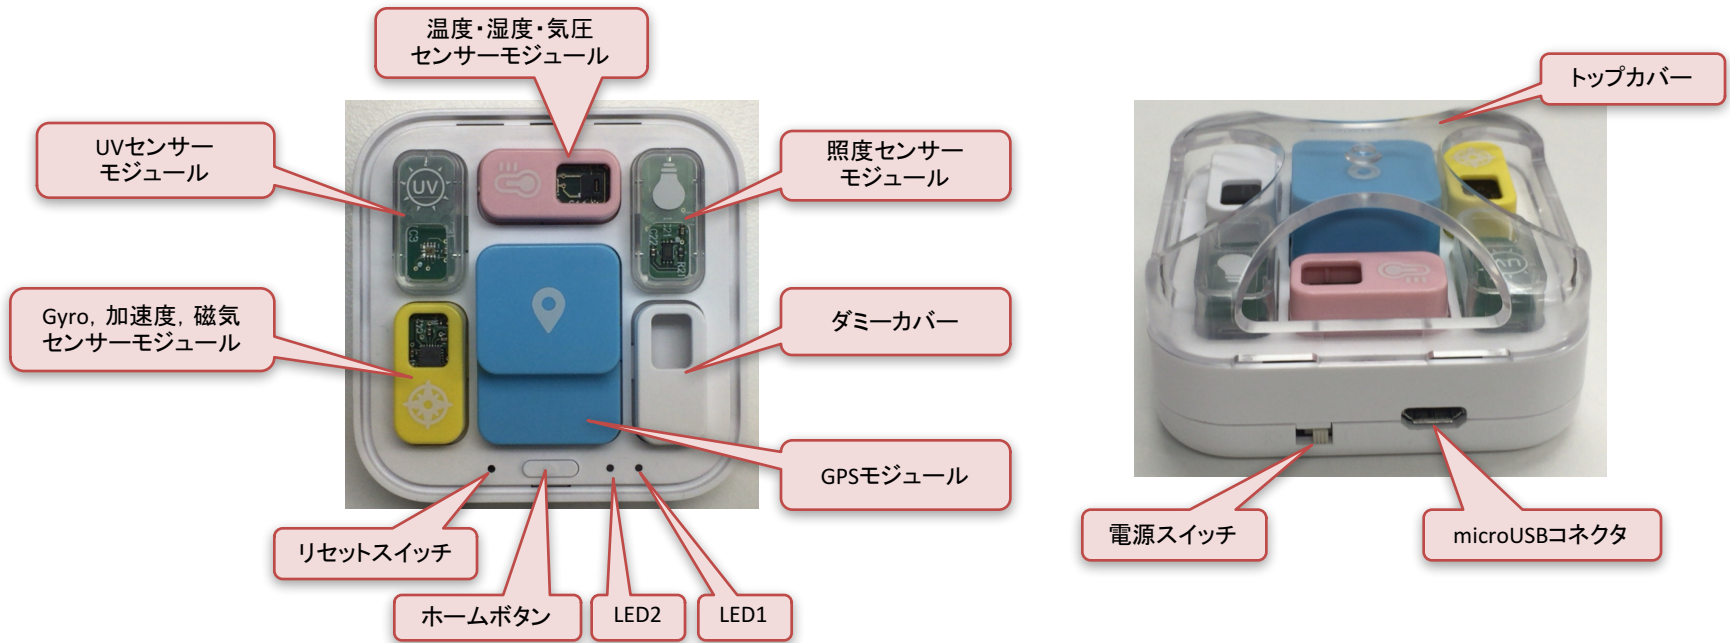 温度・湿度・気圧
センサーモジュール
トップカバー
UVセンサー
モジュール
照度センサー
モジュール
UV
C3
C22
R21
Gyro, 加速度, 磁気
センサーモジュール
ダミーカバー
GPSモジュール
リセットスイッチ
電源スイッチ
microUSBコネクタ
ホームボタン
LED2
LED1